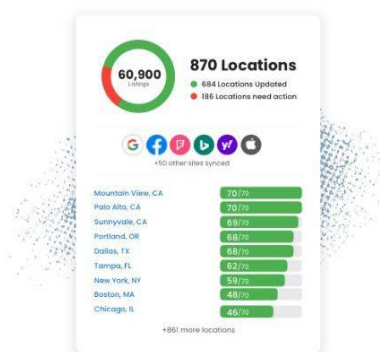 870 Locations
60,900
Listings
684 Locations Updated
186 Locations need action
G f y!
+50 other sites synced
Mountain View, CA 70/70
Palo Alto, CA 70/70
Sunnyvale, CA 69/70
Portland, OR 68/70
Dallas, TX 68/70
Tampa, FL 62/70
New York, NY 59/70
Boston, MA 48/70
Chicago, IL 46/70
+861 more locations